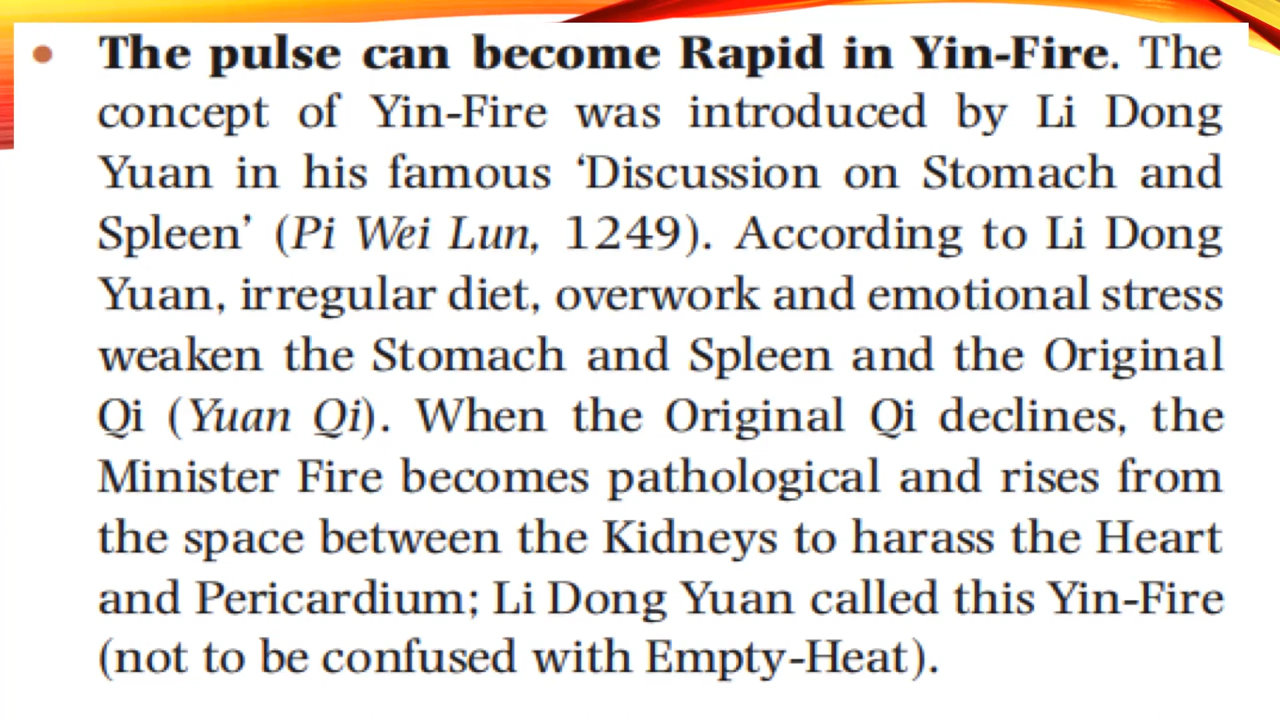 • The pulse can become Rapid in Yin-Fire. The
concept of Yin-Fire was introduced by Li Dong
Yuan in his famous ‘Discussion on Stomach and
Spleen’ (Pi Wei Lun, 1249). According to Li Dong
Yuan, irregular diet, overwork and emotional stress
weaken the Stomach and Spleen and the Original
Qi (Yuan Qi). When the Original Qi declines, the
Minister Fire becomes pathological and rises from
the space between the Kidneys to harass the Heart
and Pericardium; Li Dong Yuan called this Yin-Fire
(not to be confused with Empty-Heat).